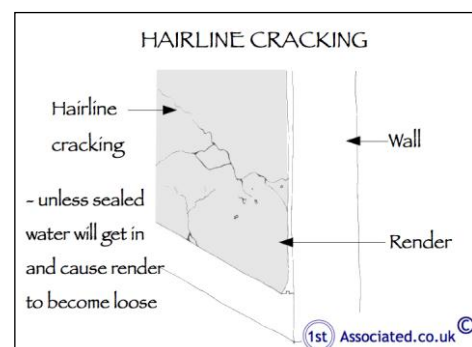 HAIRLINE CRACKING
Hairline
cracking
- unless sealed
water will get in
and cause render
to become loose
Wall
Render
1st Associated.co.uk ©